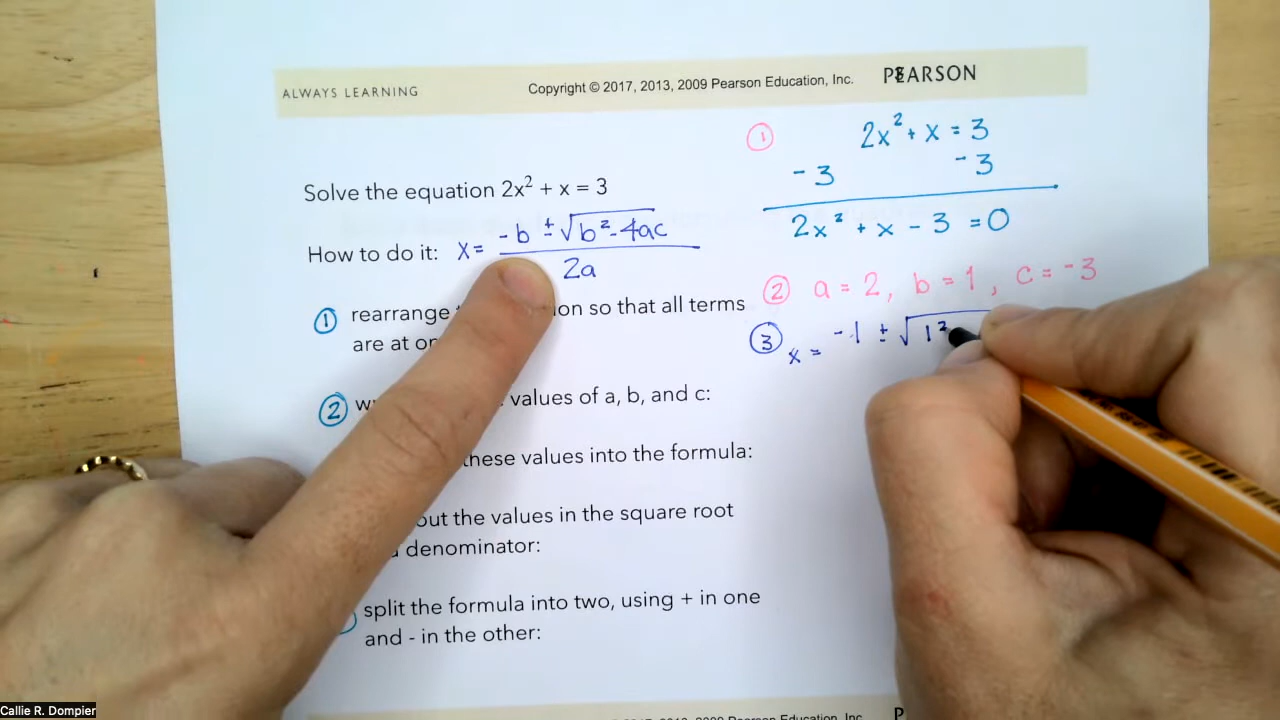 ALWAYS LEARNING
Copyright © 2017, 2013, 2009 Pearson Education, Inc.
PEARSON
Solve the equation 2x² + x = 3
How to do it: x = -b ± √b² - 4ac
2a
① rearrange ion so that all terms
are at
② values of a, b, and c:
these values into the formula:
out the values in the square root
denominator:
split the formula into two, using + in one
and - in the other:
① 2x² + x = 3
-3 -3
2x² + x - 3 = 0
② a = 2, b = 1, c = -3
③ x = -1 ± √1²
Education, Inc.
P
Callie R. Dompier